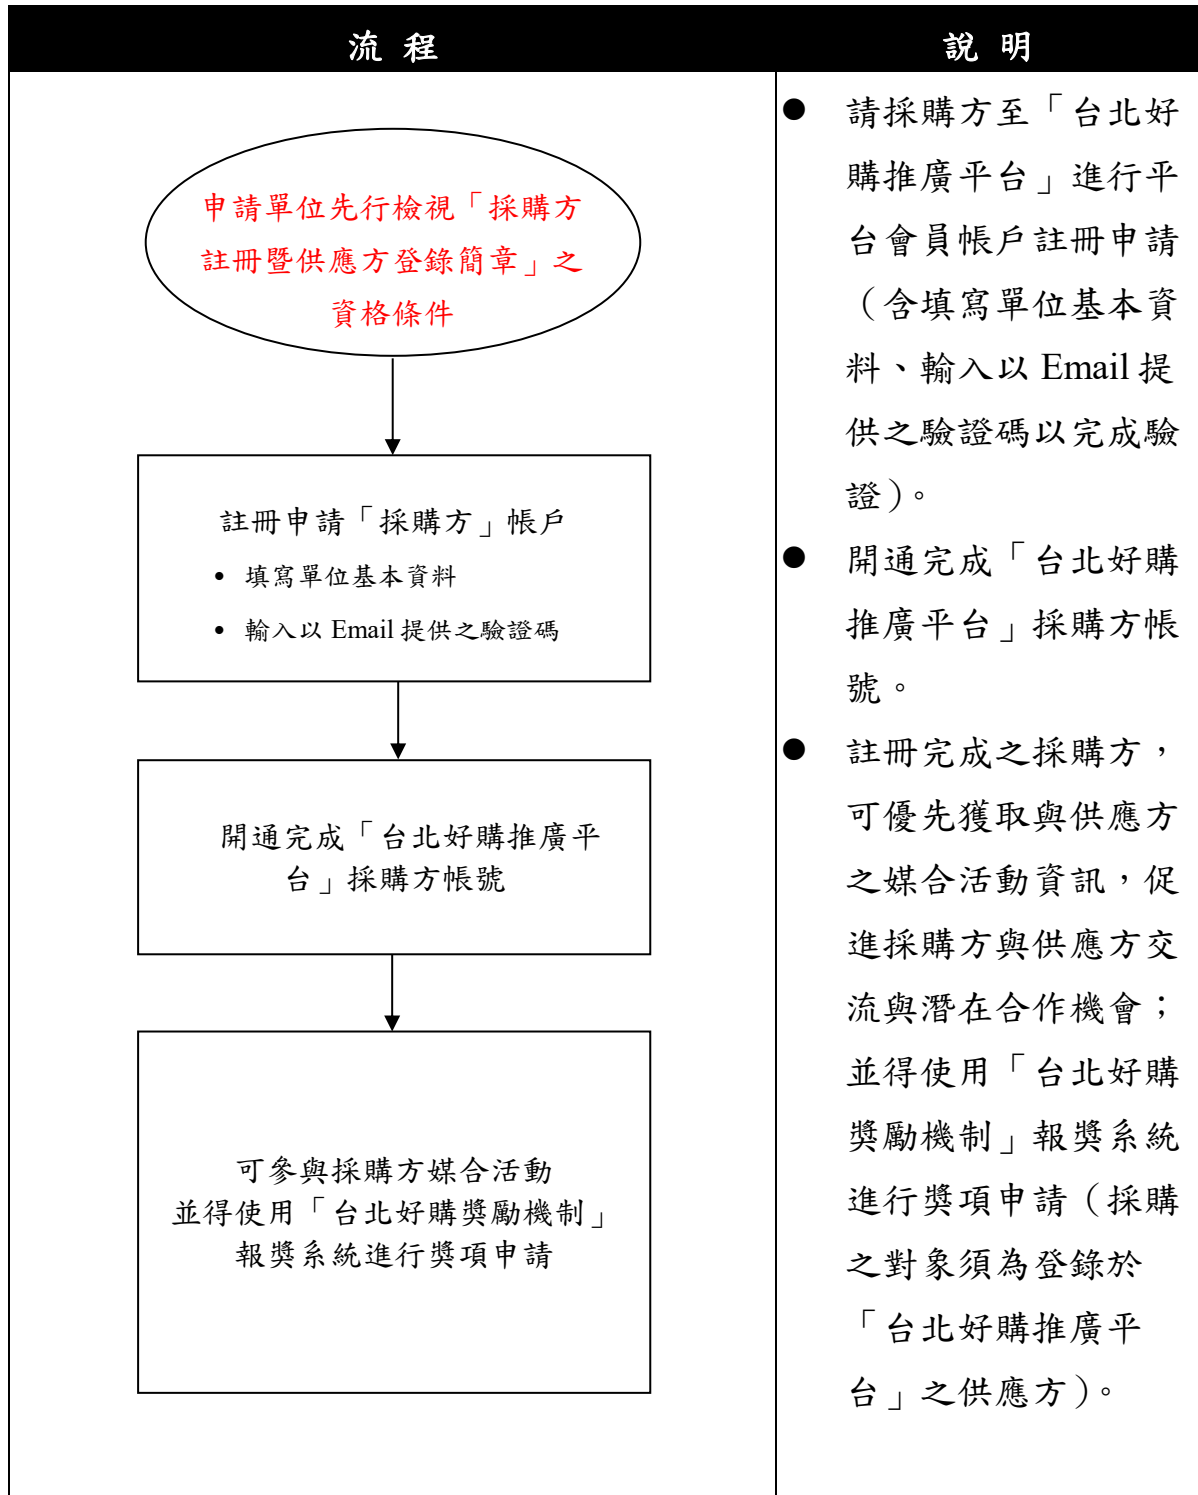 流 程
說 明
申請單位先行檢視「採購方
註冊暨供應方登錄簡章」之
資格條件
註冊申請「採購方」帳戶
• 填寫單位基本資料
• 輸入以 Email 提供之驗證碼
開通完成「台北好購推廣平
台」採購方帳號
可參與採購方媒合活動
並得使用「台北好購獎勵機制」
報獎系統進行獎項申請
● 請採購方至「台北好
購推廣平台」進行平
台會員帳戶註冊申請
（含填寫單位基本資
料、輸入以 Email 提
供之驗證碼以完成驗
證）。
● 開通完成「台北好購
推廣平台」採購方帳
號。
● 註冊完成之採購方，
可優先獲取與供應方
之媒合活動資訊，促
進採購方與供應方交
流與潛在合作機會；
並得使用「台北好購
獎勵機制」報獎系統
進行獎項申請（採購
之對象須為登錄於
「台北好購推廣平
台」之供應方）。